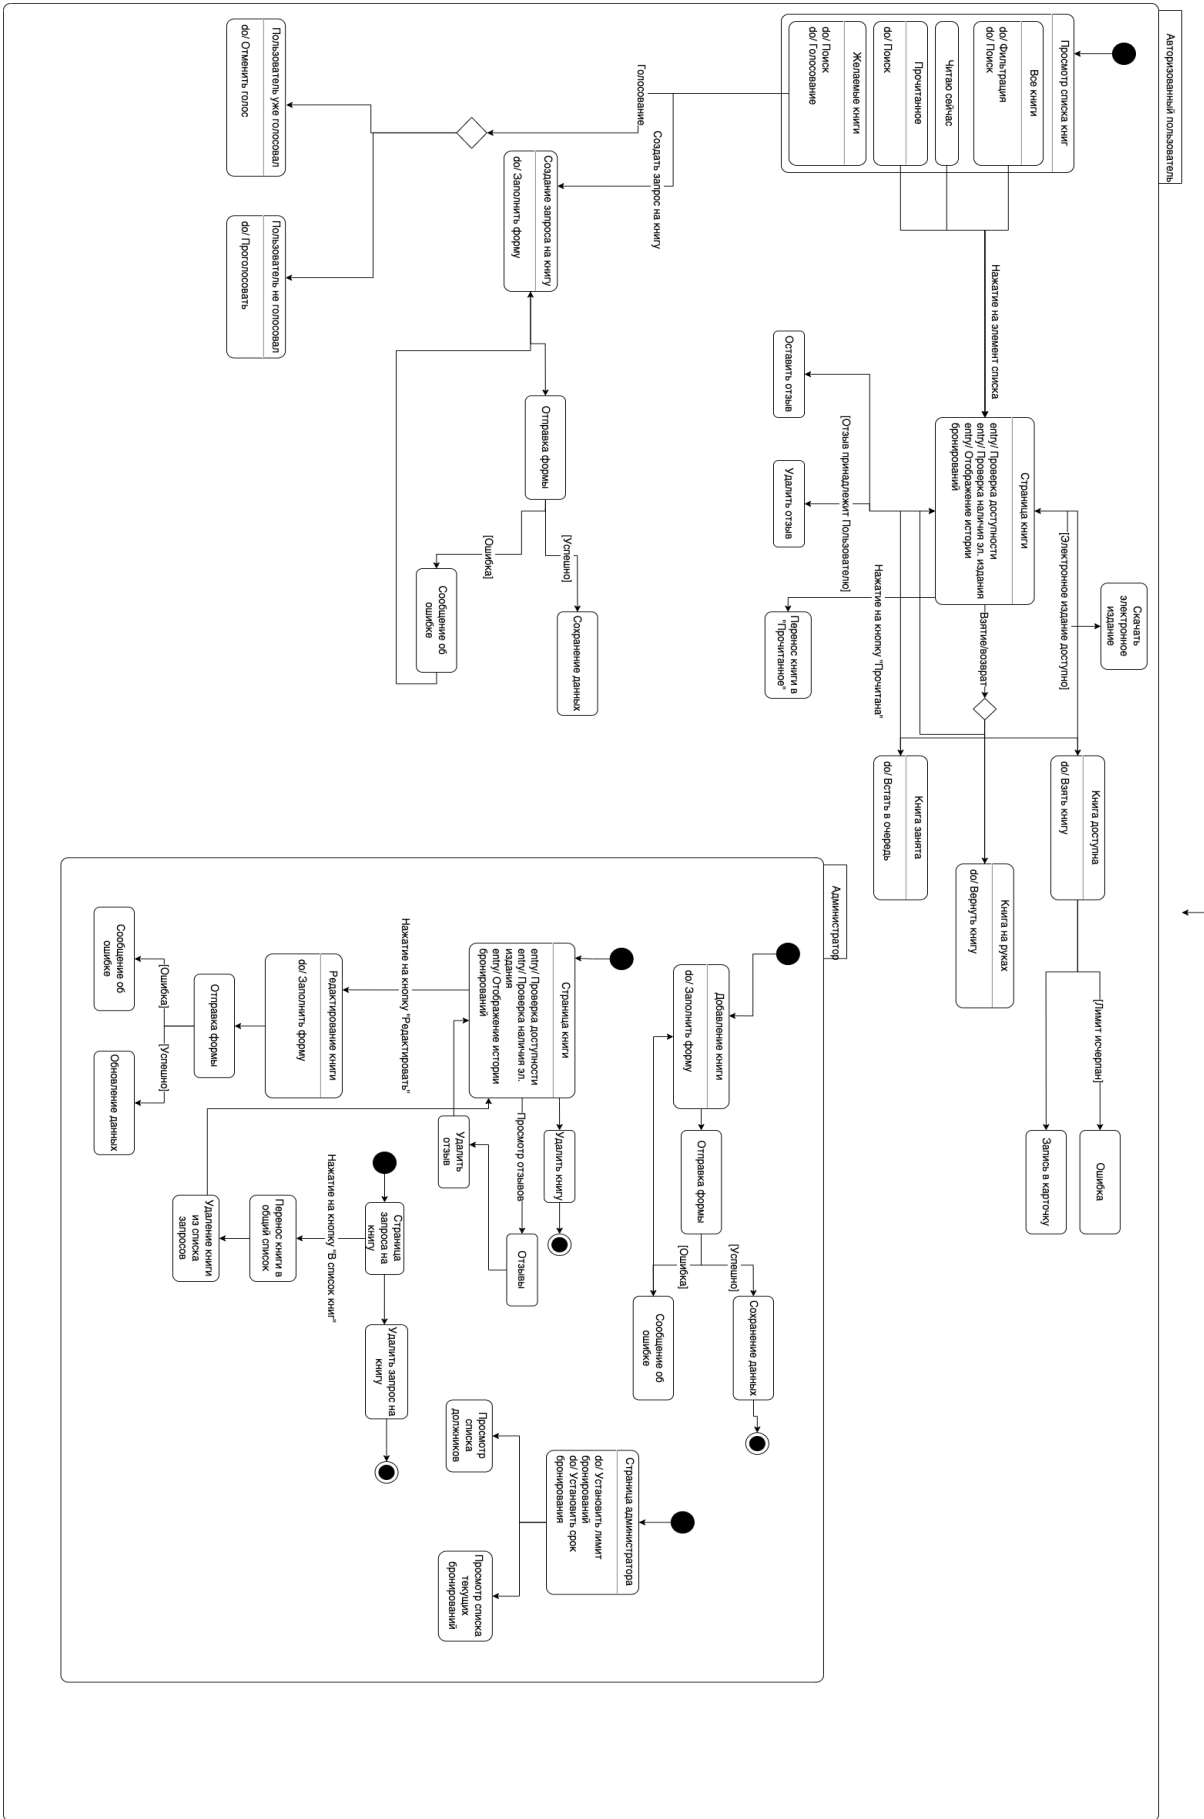 Авторизованный пользователь
Просмотр списка книг
Все книги
do/ Фильтрация
do/ Поиск
Читаю сейчас
Прочитанное
do/ Поиск
Желаемые книги
do/ Поиск
do/ Голосование
Нажатие на элемент списка
Страница книги
entry/ Проверка доступности
entry/ Проверка наличия эл. издания
entry/ Отображение истории
бронирований
[Электронное издание доступно]
Скачать
электронное
издание
Взятие/возврат
Книга доступна
do/ Взять книгу
[Лимит исчерпан]
Ошибка
Запись в карточку
Книга на руках
do/ Вернуть книгу
Книга занята
do/ Встать в очередь
Оставить отзыв
[Отзыв принадлежит Пользователю]
Удалить отзыв
Нажатие на кнопку "Прочитана"
Перенос книги в
"Прочитанное"
Создать запрос на книгу
Голосование
Создание запроса на книгу
do/ Заполнить форму
Отправка формы
[Успешно]
Сохранение данных
[Ошибка]
Сообщение об
ошибке
Пользователь уже голосовал
do/ Отменить голос
Пользователь не голосовал
do/ Проголосовать
Администратор
Добавление книги
do/ Заполнить форму
Отправка формы
[Успешно]
Сохранение данных
[Ошибка]
Сообщение об
ошибке
Страница книги
entry/ Проверка доступности
entry/ Проверка наличия эл.
издания
entry/ Отображение истории
бронирований
Удалить книгу
Просмотр отзывов
Отзывы
Удалить
отзыв
Нажатие на кнопку "Редактировать"
Редактирование книги
do/ Заполнить форму
Отправка формы
[Ошибка]
[Успешно]
Сообщение об
ошибке
Обновление данных
Страница
запроса на
книгу
Нажатие на кнопку "В список книг"
Перенос книги в
общий список
Удаление книги
из списка
запросов
Удалить запрос на
книгу
Страница администратора
do/ Установить лимит
бронирований
do/ Установить срок
бронирования
Просмотр
списка
должников
Просмотр списка
текущих
бронирований